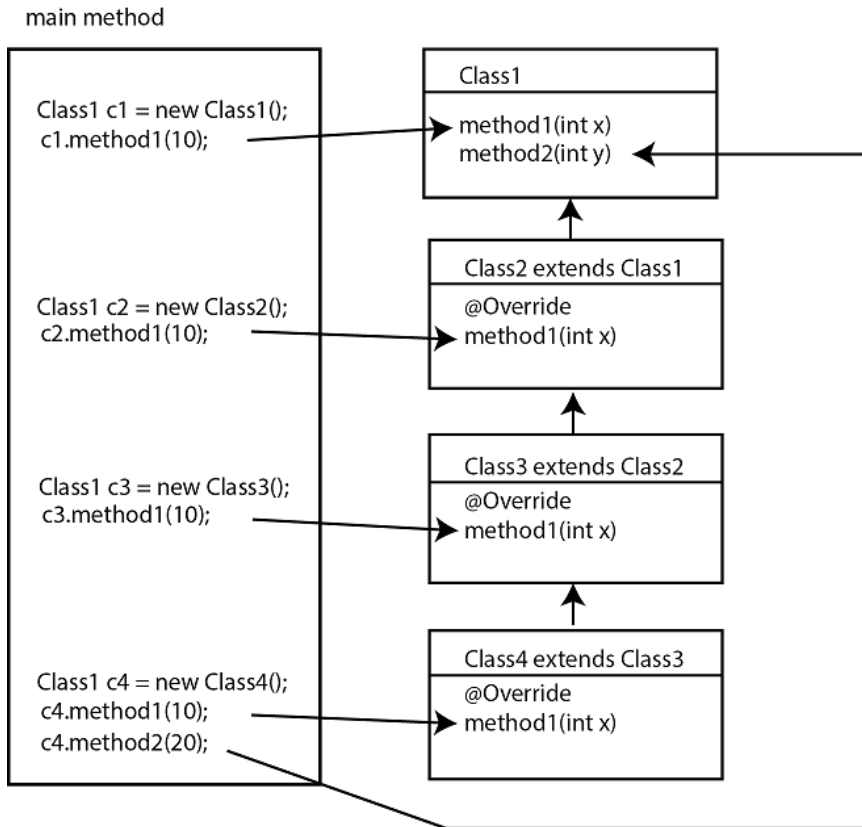 main method
Class1 c1 = new Class1();
c1.method1(10);
Class1 c2 = new Class2();
c2.method1(10);
Class1 c3 = new Class3();
c3.method1(10);
Class1 c4 = new Class4();
c4.method1(10);
c4.method2(20);
Class1
method1(int x)
method2(int y)
Class2 extends Class1
@Override
method1(int x)
Class3 extends Class2
@Override
method1(int x)
Class4 extends Class3
@Override
method1(int x)